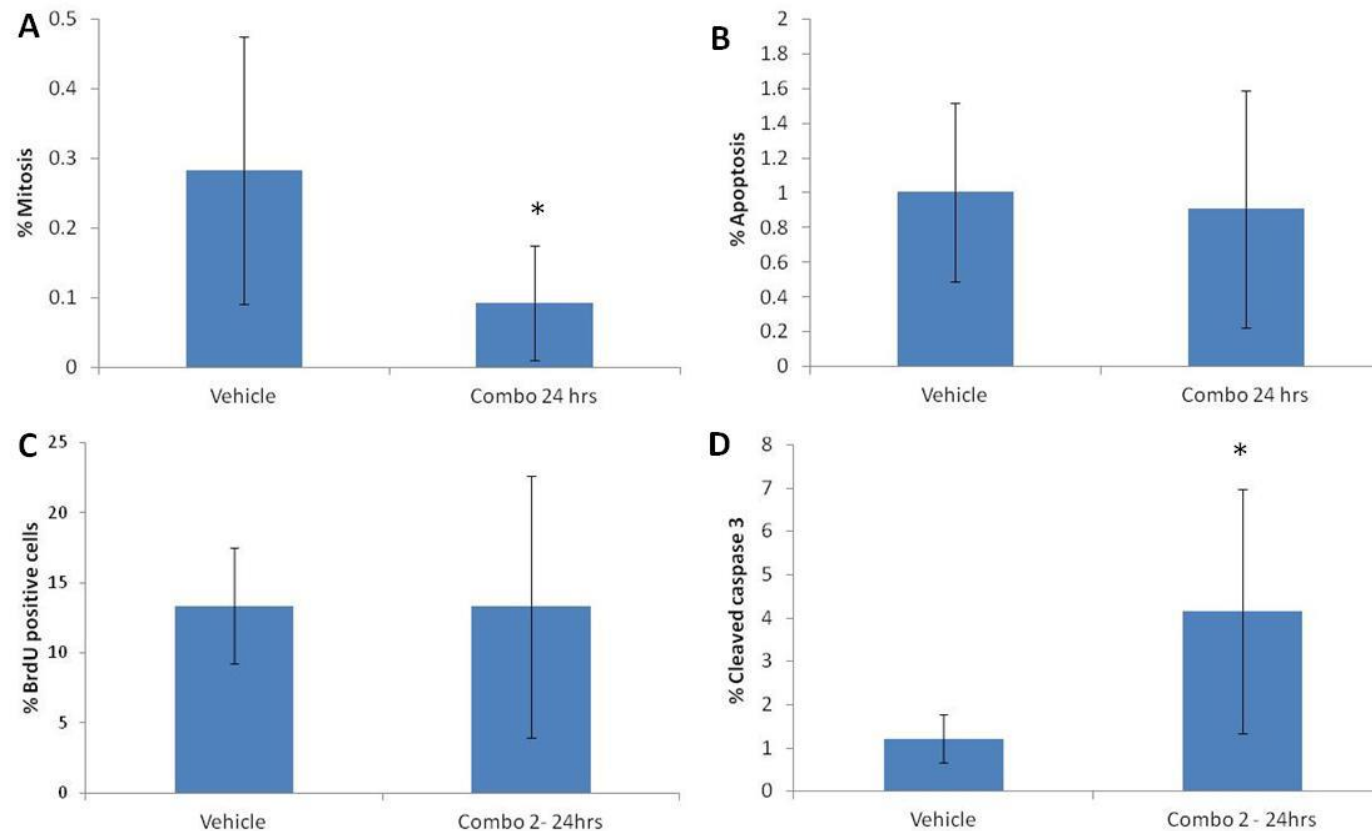 A
% Mitosis
0.5
0.4
0.3
0.2
0.1
0
*
Vehicle
Combo 24 hrs
B
% Apoptosis
2
1.8
1.6
1.4
1.2
1
0.8
0.6
0.4
0.2
0
Vehicle
Combo 24 hrs
C
% BrdU positive cells
25
20
15
10
5
0
Vehicle
Combo 2- 24hrs
D
% Cleaved caspase 3
8
7
6
5
4
3
2
1
0
*
Vehicle
Combo 2 - 24hrs